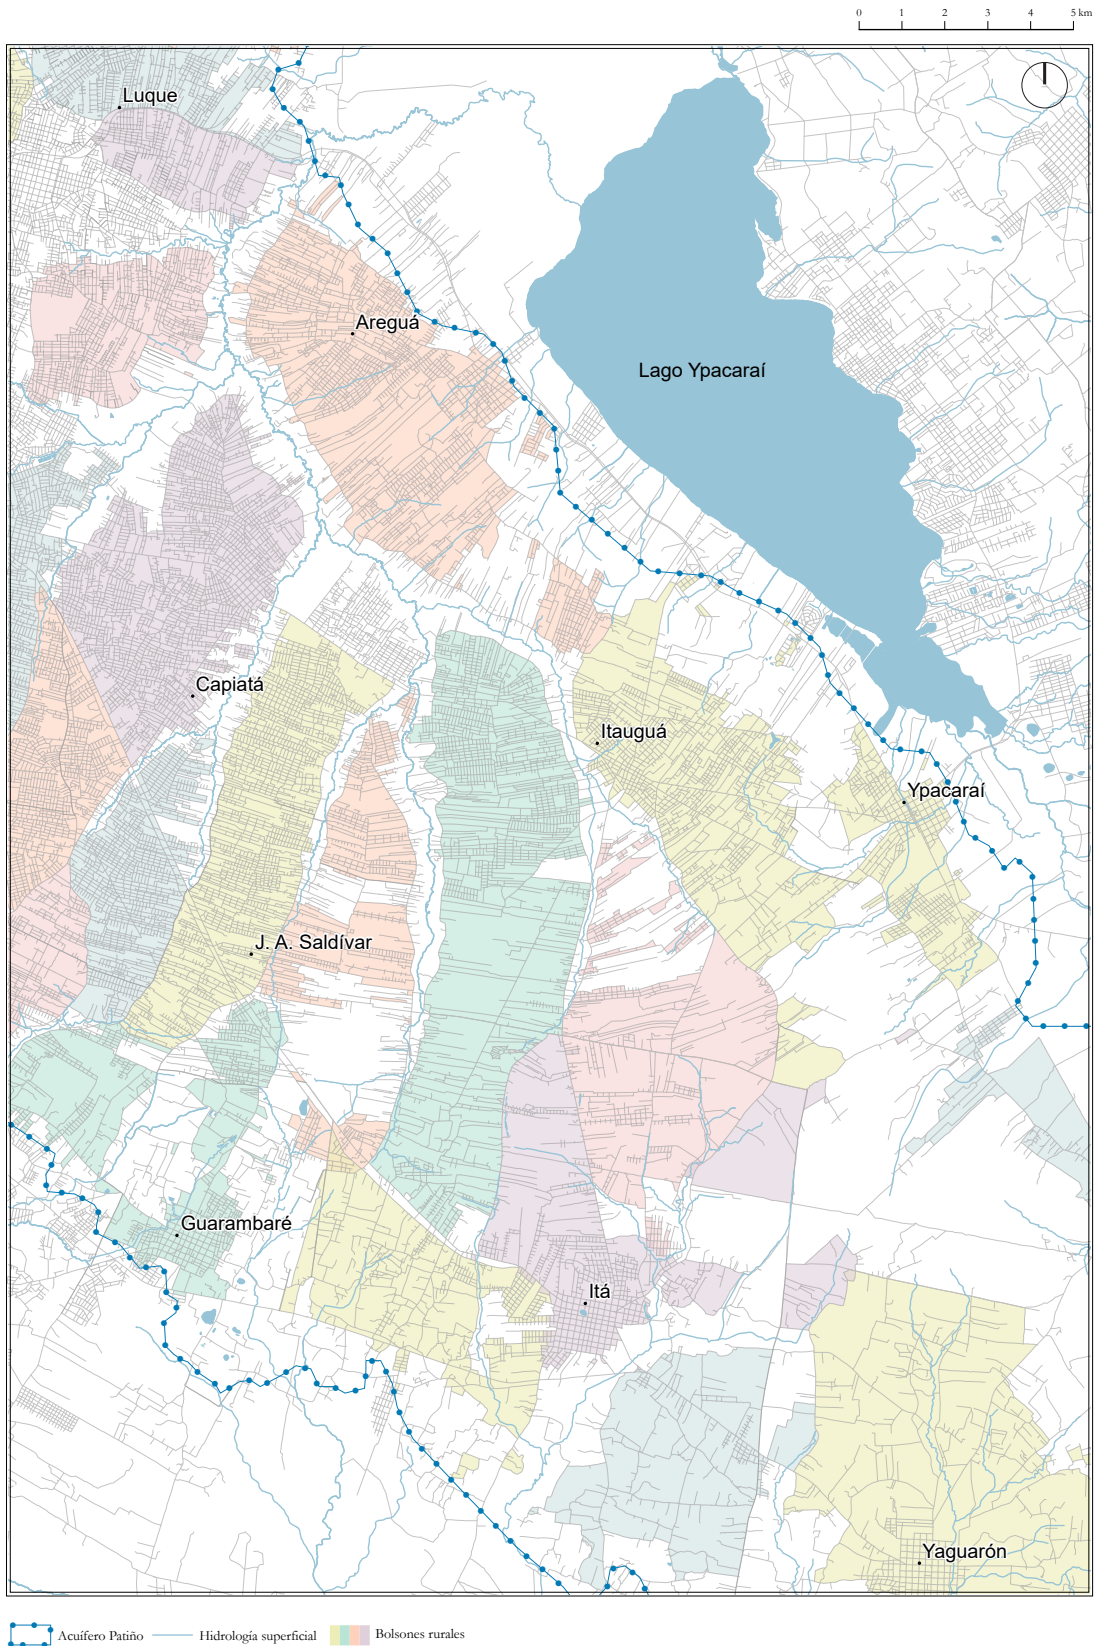 0 1 2 3 4 5 km
Luque
Areguá
Lago Ypacaraí
Capiatá
Itauguá
Ypacaraí
J. A. Saldívar
Guarambaré
Itá
Yaguarón
Acuífero Patiño Hidrología superficial Bolsones rurales